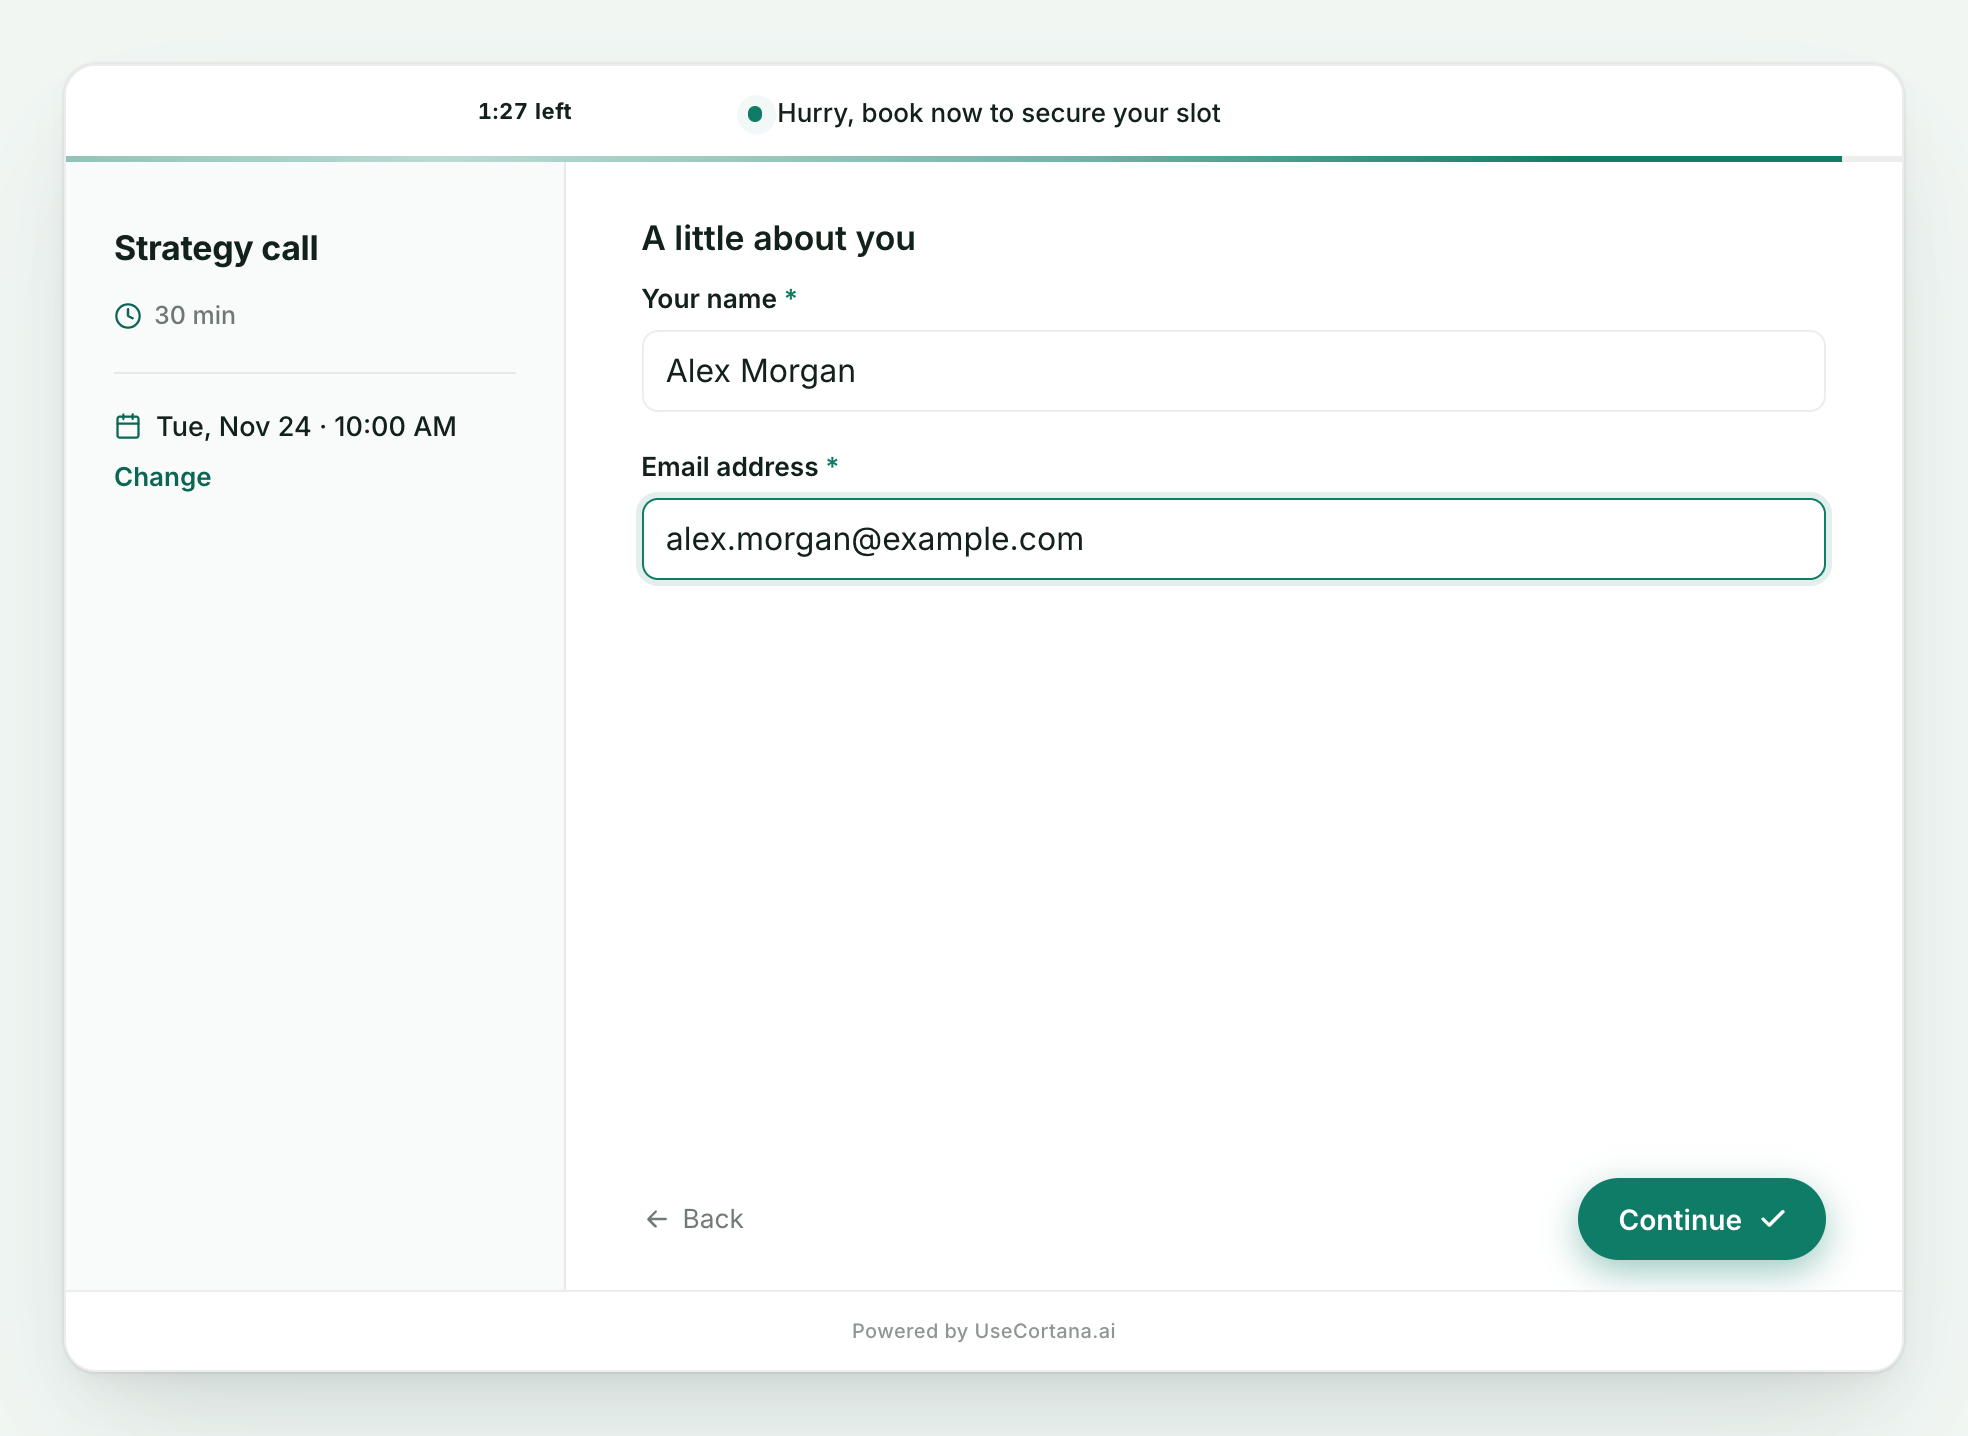 1:27 left
Hurry, book now to secure your slot
Strategy call
30 min
Tue, Nov 24 · 10:00 AM
Change
A little about you
Your name *
Alex Morgan
Email address *
alex.morgan@example.com
Back
Continue
Powered by UseCortana.ai